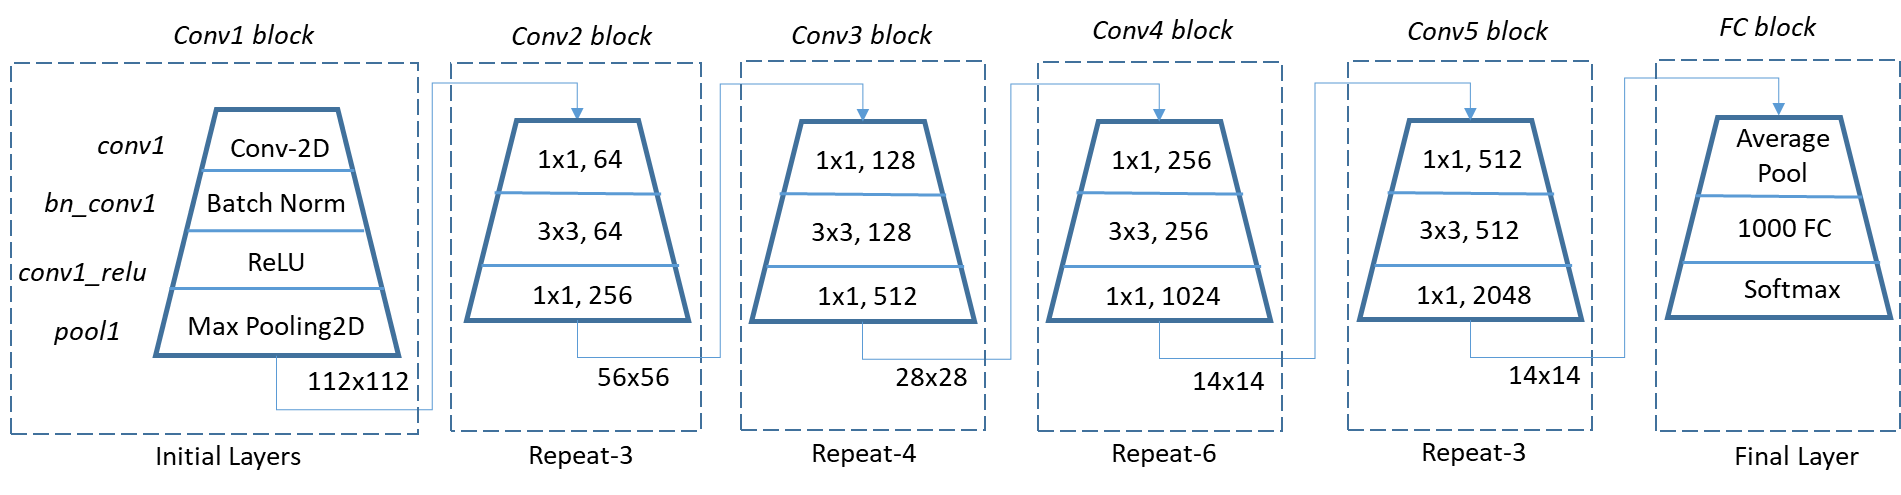 Conv1 block
conv1
Conv-2D
bn_conv1
Batch Norm
conv1_relu
ReLU
pool1
Max Pooling2D
112x112
Initial Layers
Conv2 block
1x1, 64
3x3, 64
1x1, 256
56x56
Repeat-3
Conv3 block
1x1, 128
3x3, 128
1x1, 512
28x28
Repeat-4
Conv4 block
1x1, 256
3x3, 256
1x1, 1024
14x14
Repeat-6
Conv5 block
1x1, 512
3x3, 512
1x1, 2048
14x14
Repeat-3
FC block
Average
Pool
1000 FC
Softmax
Final Layer